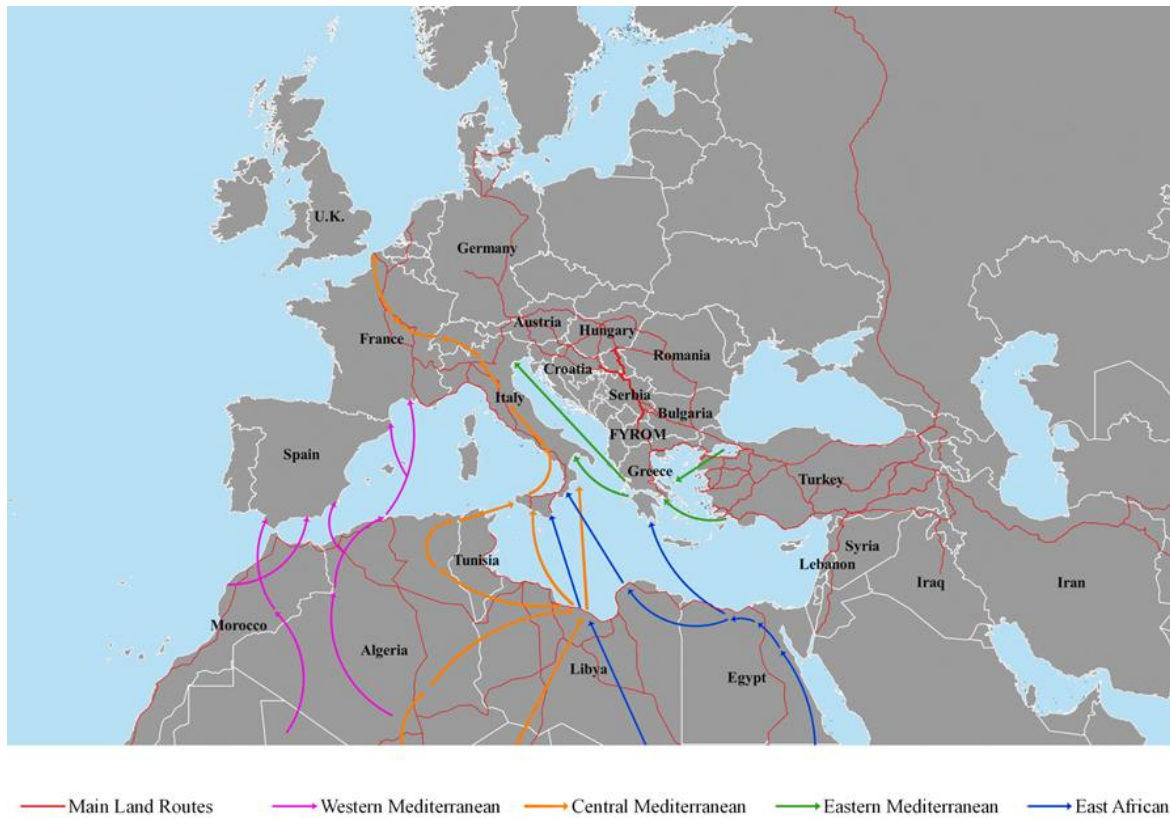 U.K.
Germany
Austria
Hungary
France
Romania
Croatia
Italy
Serbia
Bulgaria
FYROM
Spain
Greece
Turkey
Tunisia
Syria
Lebanon
Iraq
Iran
Morocco
Algeria
Libya
Egypt
Main Land Routes
Western Mediterranean
Central Mediterranean
Eastern Mediterranean
East African